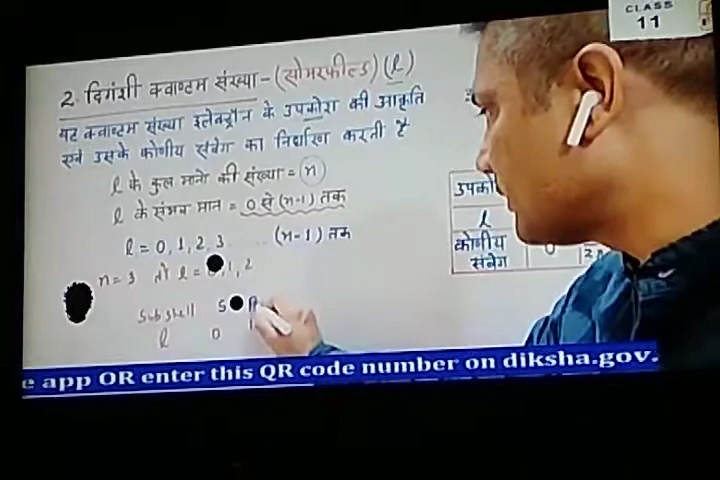 CLASS
11
2. दिगंशी क्वाण्टम संख्या - (सोमरफील्ड) (l)
यह क्वाण्टम संख्या इलेक्ट्रॉन के उपकोश की आकृति
एवं उसके कोणीय संवेग का निर्धारण करती है
l के कुल मानो की संख्या = n
l के संभव मान = 0 से (n-1) तक
l = 0, 1, 2, 3 .... (n-1) तक
n = 3 तो l = , 1, 2
Subshell S P
l 0 1
उपको
l
कोणीय संवेग 0
e app OR enter this QR code number on diksha.gov.